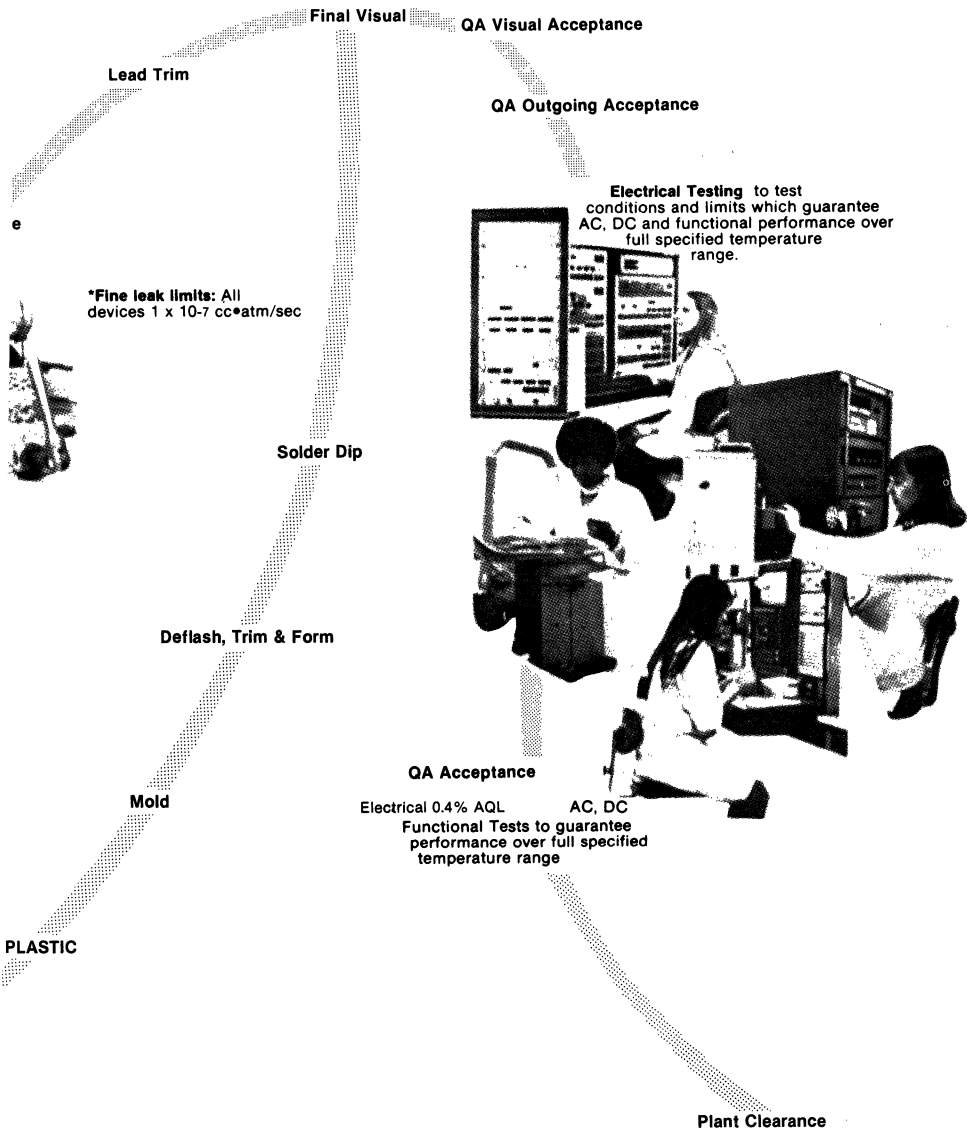 Final Visual
QA Visual Acceptance
Lead Trim
QA Outgoing Acceptance
Electrical Testing to test
conditions and limits which guarantee
AC, DC and functional performance over
full specified temperature
range.
e
*Fine leak limits: All
devices 1 x 10-7 cc•atm/sec
Solder Dip
Deflash, Trim & Form
QA Acceptance
Electrical 0.4% AQL AC, DC
Functional Tests to guarantee
performance over full specified
temperature range
Mold
PLASTIC
Plant Clearance